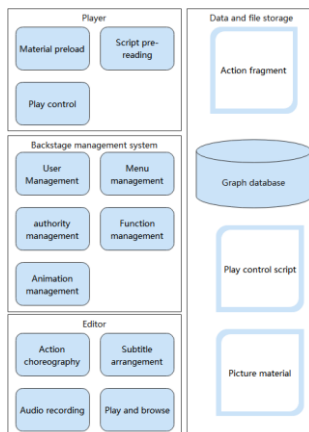 Player
Material preload
Script pre-
reading
Play control
Backstage management system
User
Management
Menu
management
authority
management
Function
management
Animation
management
Editor
Action
choreography
Subtitle
arrangement
Audio recording
Play and browse
Data and file storage
Action fragment
Graph database
Play control script
Picture material